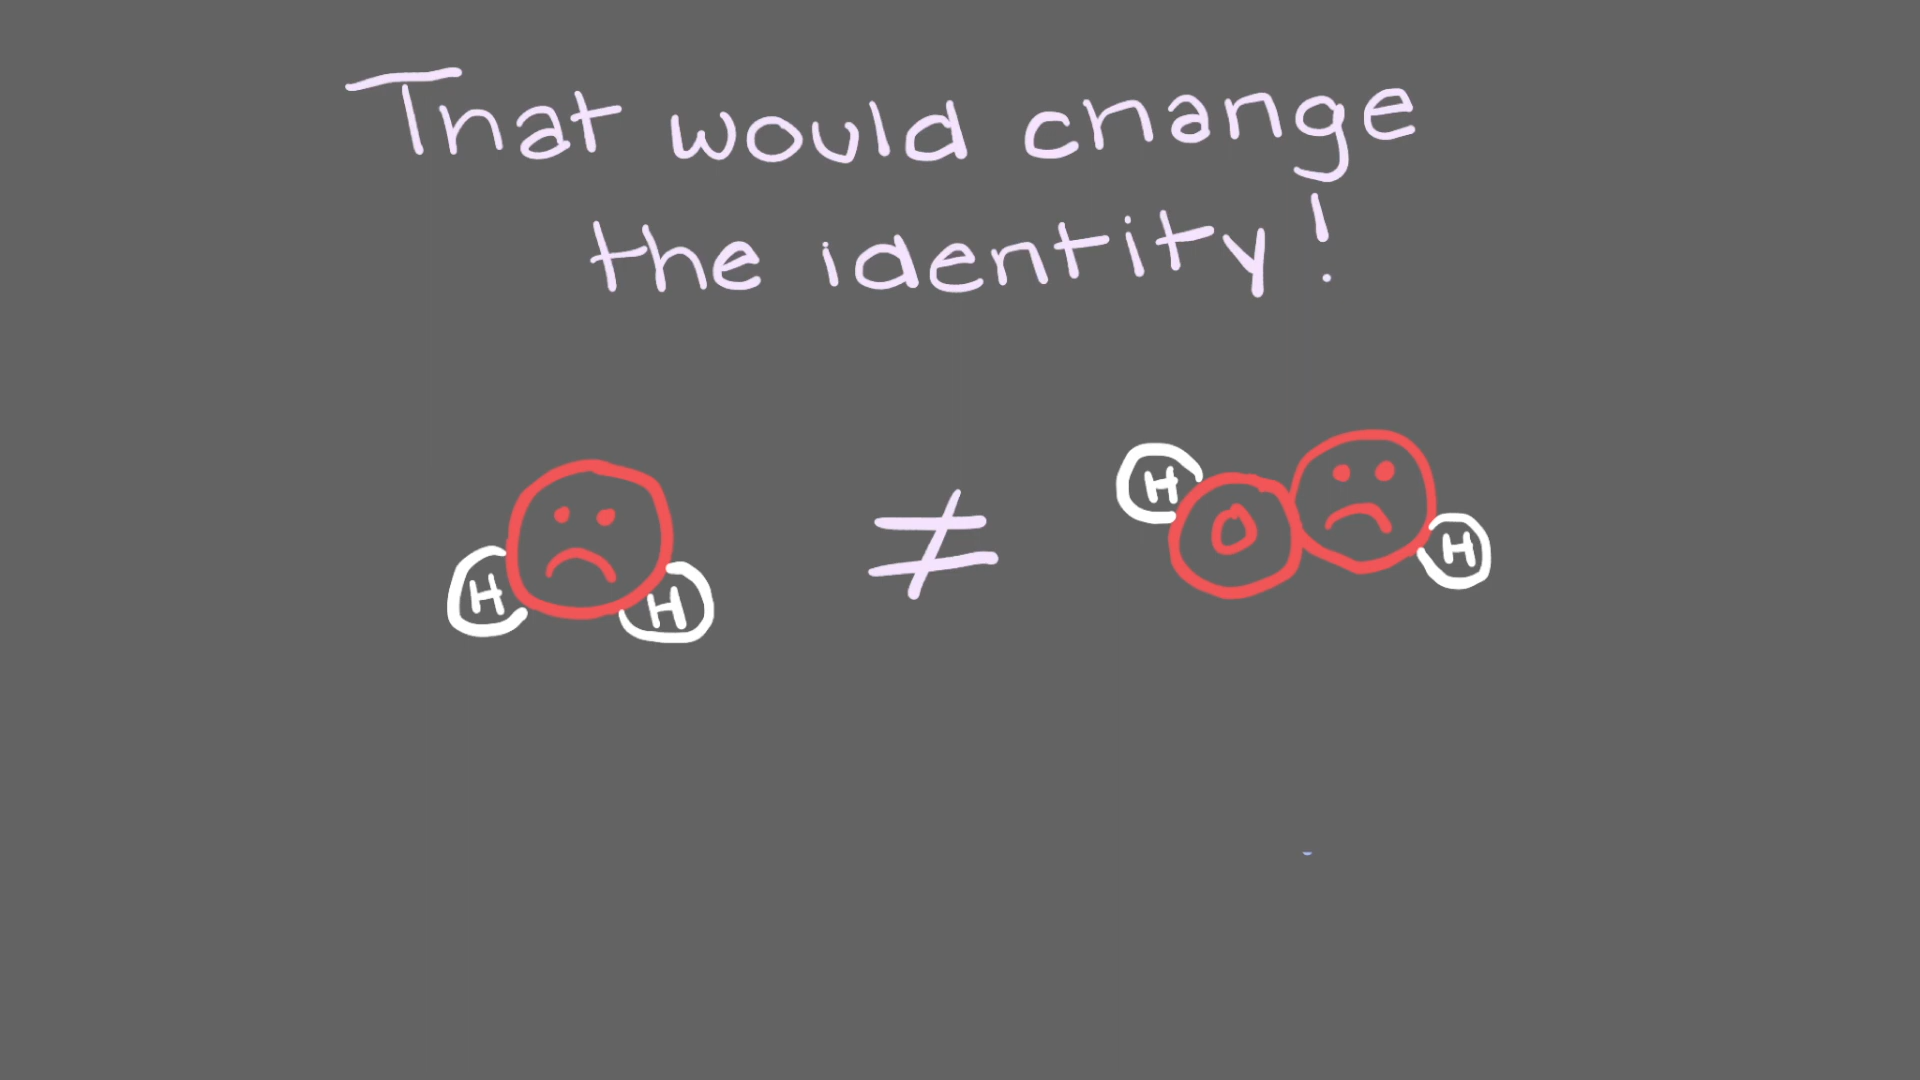 That would change
the identity!
H H ≠ H O H